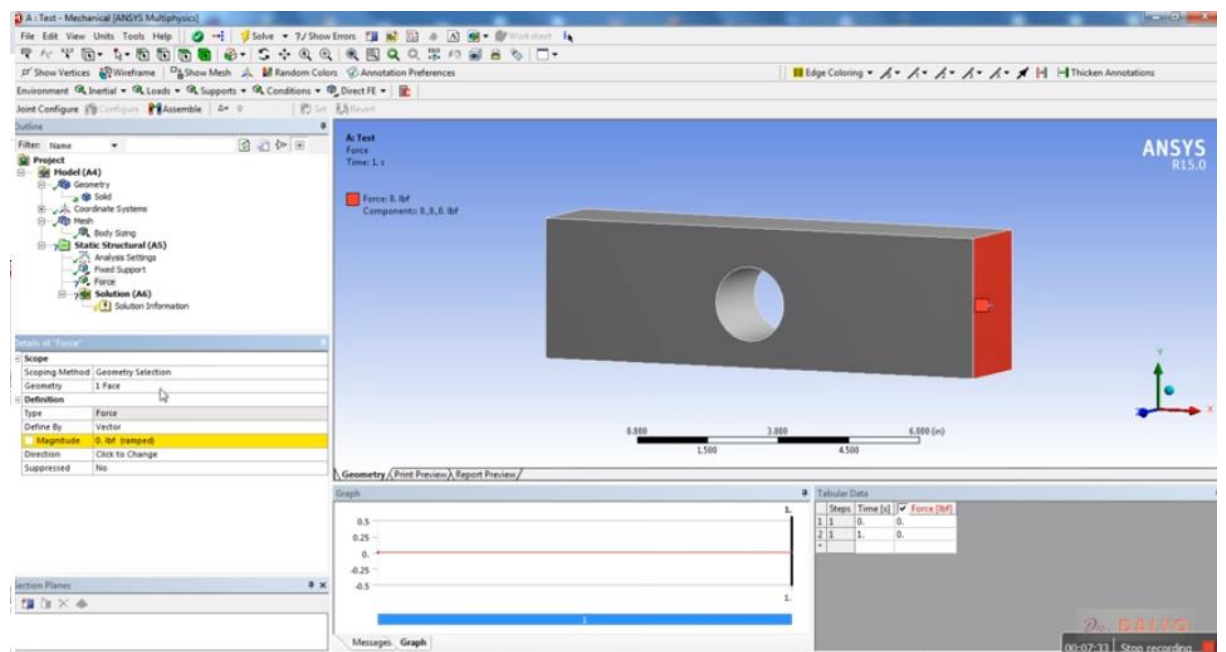 A : Test - Mechanical [ANSYS Multiphysics]
File Edit View Units Tools Help Solve ?/ Show Errors Worksheet
Show Vertices Wireframe Show Mesh Random Colors Annotation Preferences Edge Coloring Thicken Annotations
Environment Inertial Loads Supports Conditions Direct FE
Joint Configure Configure Assemble Δ= 0 Set Revert
Outline
Filter: Name
Project
Model (A4)
Geometry
Solid
Coordinate Systems
Mesh
Body Sizing
Static Structural (A5)
Analysis Settings
Fixed Support
Force
Solution (A6)
Solution Information
Details of "Force"
Scope
Scoping Method Geometry Selection
Geometry 1 Face
Definition
Type Force
Define By Vector
Magnitude 0. lbf (ramped)
Direction Click to Change
Suppressed No
A: Test
Force
Time: 1. s
Force: 0. lbf
Components: 0.,0.,0. lbf
ANSYS
R15.0
Y
X
0.000 3.000 6.000 (in)
1.500 4.500
Geometry Print Preview Report Preview
Graph
1.
0.5
0.25
0.
-0.25
-0.5
1.
1
Messages Graph
Tabular Data
Steps Time [s] Force [lbf]
1 1 0. 0.
2 1 1. 0.
*
Selection Planes
Dr. DALYO
00:07:33 Stop recording